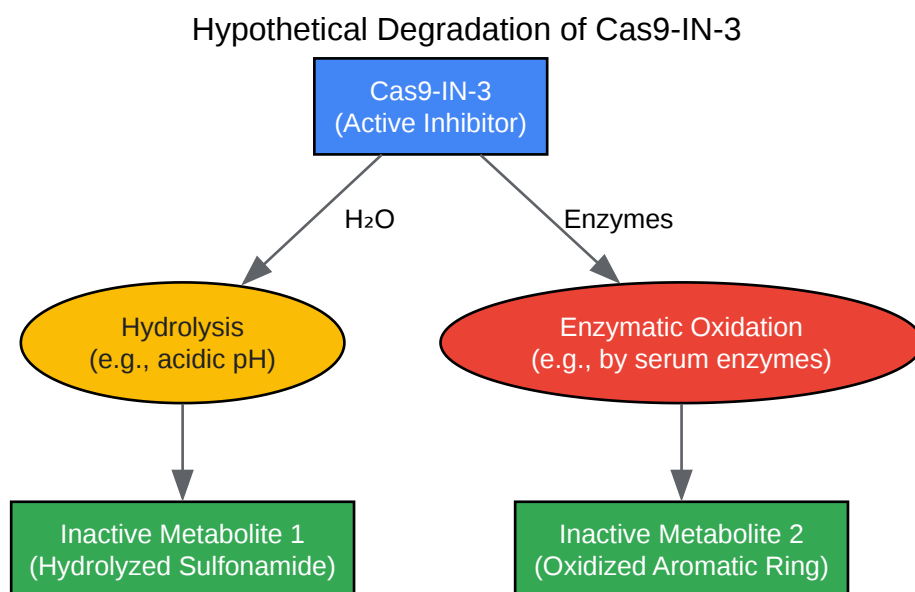 Hypothetical Degradation of Cas9-IN-3
Cas9-IN-3
(Active Inhibitor)
H₂O
Enzymes
Hydrolysis
(e.g., acidic pH)
Enzymatic Oxidation
(e.g., by serum enzymes)
Inactive Metabolite 1
(Hydrolyzed Sulfonamide)
Inactive Metabolite 2
(Oxidized Aromatic Ring)